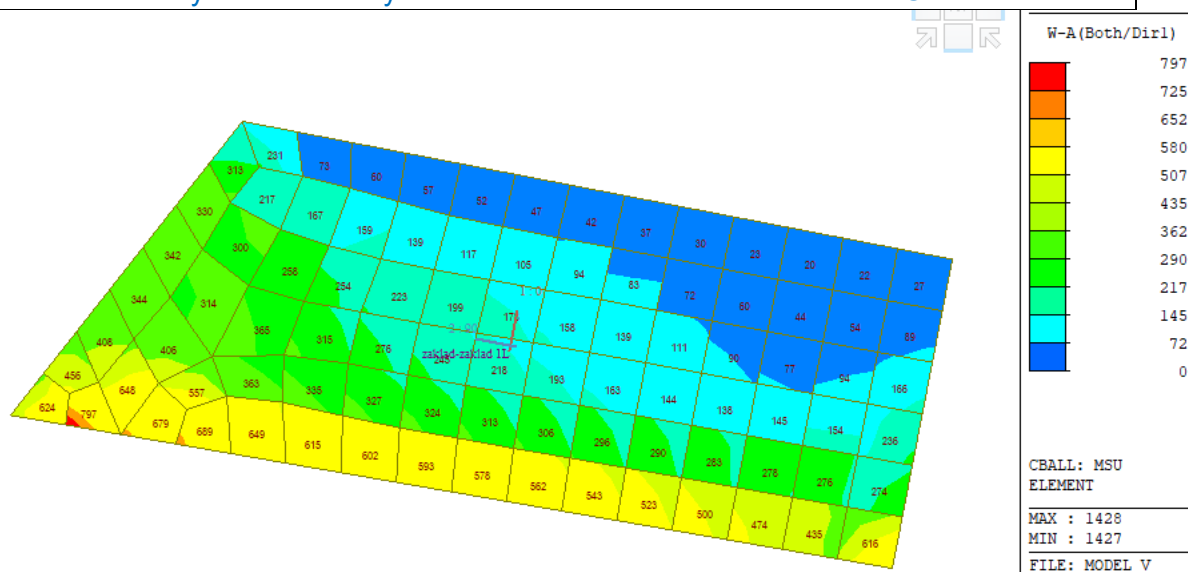 W-A(Both/Dir1)
797
725
652
580
507
435
362
290
217
145
72
0
231 73 60 57 52 47 42 37 30 23 20 22 27
313 217 167 159 139 117 105 94 83 72 60 44 54 89
330 300 258 254 223 199 158 139 111 90 77 94 166
342 314 365 315 276 218 193 163 144 138 145 154 236
zaklad-zaklad 1L
344 406 363 335 327 324 313 306 296 290 283 278 276 274
408 557
456 648
624 797 679 689 649 615 602 593 578 562 543 523 500 474 435 616
CBALL: MSU
ELEMENT
MAX : 1428
MIN : 1427
FILE: MODEL V